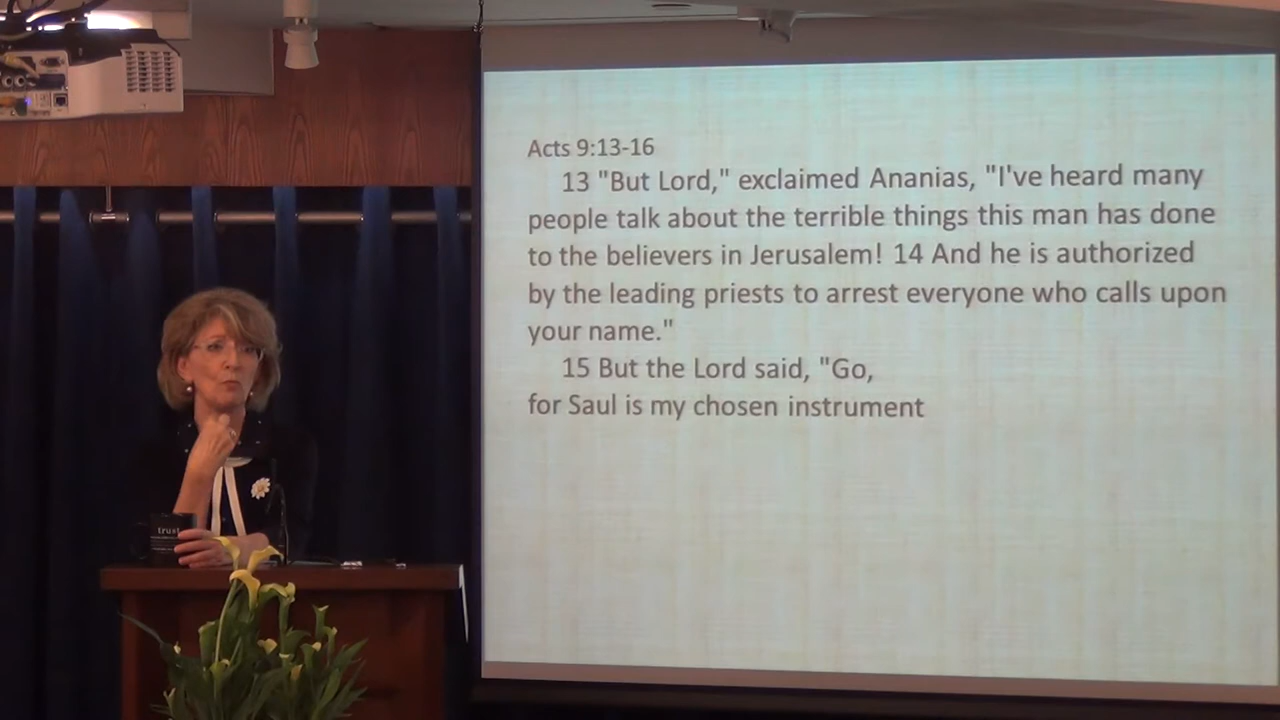 Acts 9:13-16
13 "But Lord," exclaimed Ananias, "I've heard many
people talk about the terrible things this man has done
to the believers in Jerusalem! 14 And he is authorized
by the leading priests to arrest everyone who calls upon
your name."
15 But the Lord said, "Go,
for Saul is my chosen instrument
trust